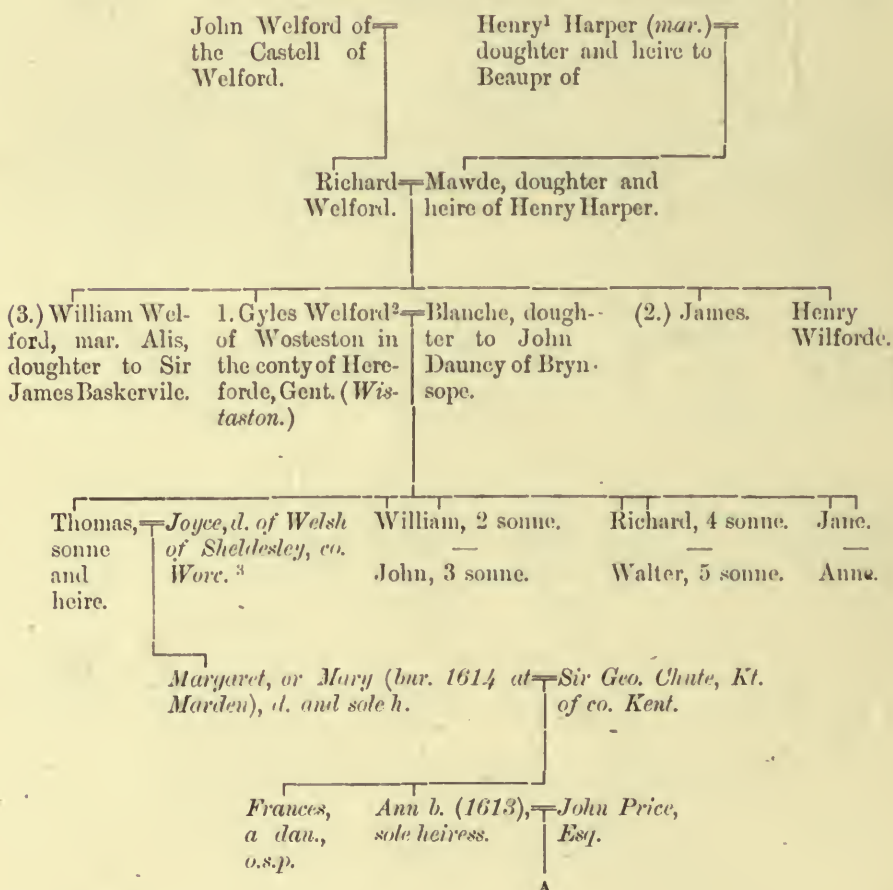 John Welford of
the Castell of
Welford.
Henry¹ Harper (mar.)
doughter and heire to
Beaupr of
Richard
Welford.
Mawde, doughter and
heire of Henry Harper.
(3.) William Wel-
ford, mar. Alis,
doughter to Sir
James Baskervile.
1. Gyles Welford²
of Wosteston in
the conty of Here-
forde, Gent. (Wis-
taston.)
Blanche, dough-
ter to John
Dauncy of Bryn-
sope.
(2.) James.
Henry
Wilforde.
Thomas,
sonne
and
heire.
Joyce, d. of Welsh
of Sheldesley, co.
Worc. ³
William, 2 sonne.
—
John, 3 sonne.
Richard, 4 sonne.
—
Walter, 5 sonne.
Jane.
—
Anne.
Margaret, or Mary (bur. 1614 at
Marden), d. and sole h.
Sir Geo. Chute, Kt.
of co. Kent.
Frances,
a dau.,
o.s.p.
Ann b. (1613),
sole heiress.
John Price,
Esq.
A